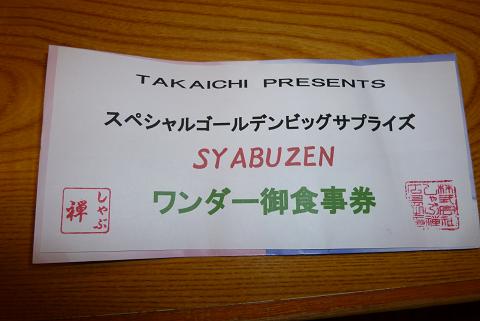 TAKAICHI PRESENTS
スペシャルゴールデンビッグサプライズ
SYABUZEN
ワンダー御食事券
しゃぶ
禅